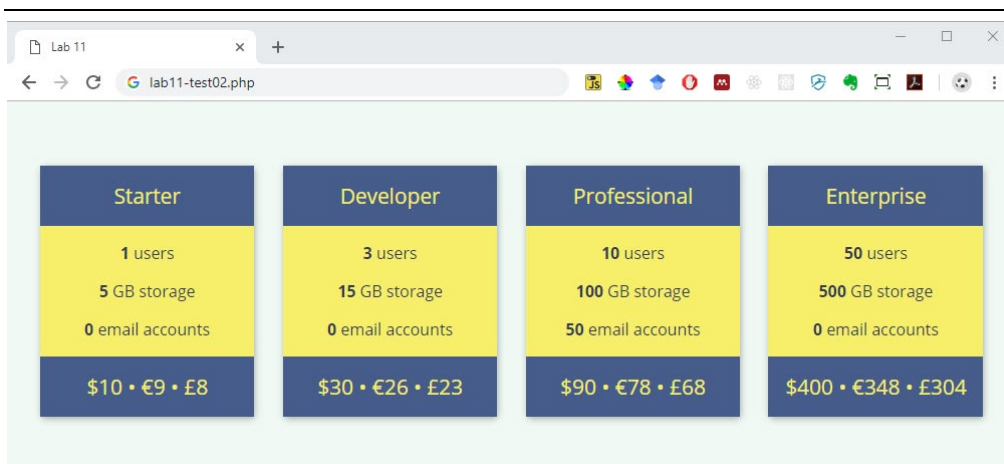 Lab 11
lab11-test02.php
JS
Starter
1 users
5 GB storage
0 email accounts
$10 • €9 • £8
Developer
3 users
15 GB storage
0 email accounts
$30 • €26 • £23
Professional
10 users
100 GB storage
50 email accounts
$90 • €78 • £68
Enterprise
50 users
500 GB storage
0 email accounts
$400 • €348 • £304